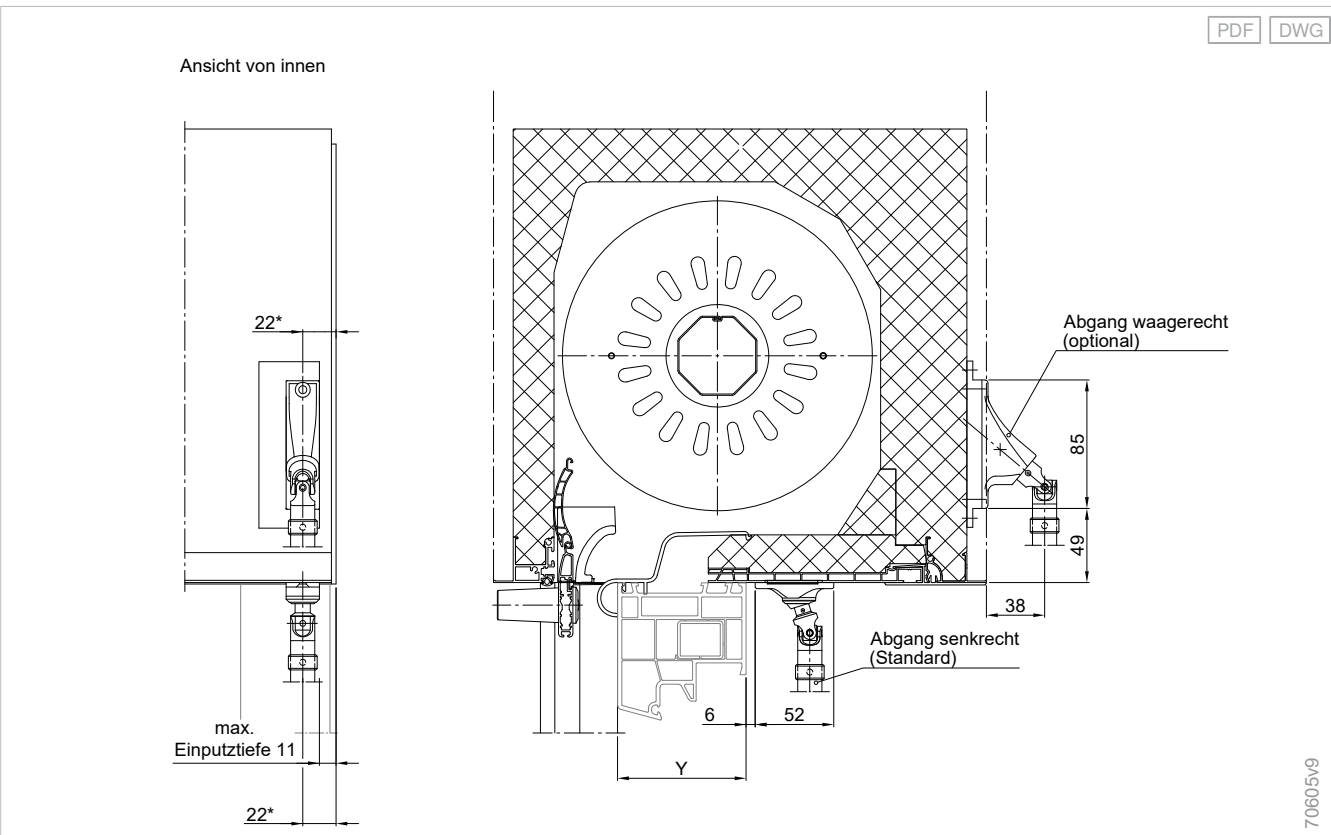 PDF DWG
Ansicht von innen
22*
Abgang waagerecht
(optional)
85
49
38
Abgang senkrecht
(Standard)
6
52
max.
Einputztiefe 11
Y
22*
70605v9